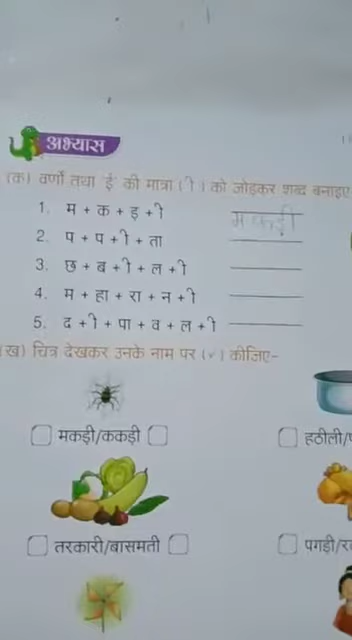 अभ्यास
(क) वर्णों तथा 'ई' की मात्रा (ी) को जोड़कर शब्द बनाइए
1. म + क + ड़ + ी मकड़ी
2. प + प + ी + ता
3. छ + ब + ी + ल + ी
4. म + हा + रा + न + ी
5. द + ी + पा + व + ल + ी
(ख) चित्र देखकर उनके नाम पर (✓) कीजिए-
मकड़ी/ककड़ी
हठीली/
तरकारी/बासमती
पगड़ी/